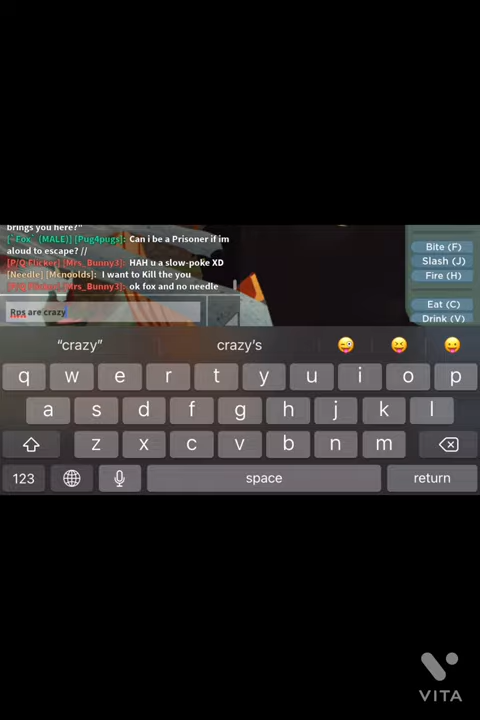 brings you here?"
[`Fox` (MALE)] [Pug4pugs]: Can i be a Prisoner if im
aloud to escape? //
[P/Q Flicker] [Mrs_Bunny3]: HAH u a slow-poke XD
[Needle] [Mcnoolds]: I want to Kill the you
[P/Q Flicker] [Mrs_Bunny3]: ok fox and no needle
Rps are crazy
Bite (F)
Slash (J)
Fire (H)
Eat (C)
Drink (V)
“crazy” crazy’s 😜 😝 😛
q w e r t y u i o p
a s d f g h j k l
z x c v b n m
123 space return
VITA